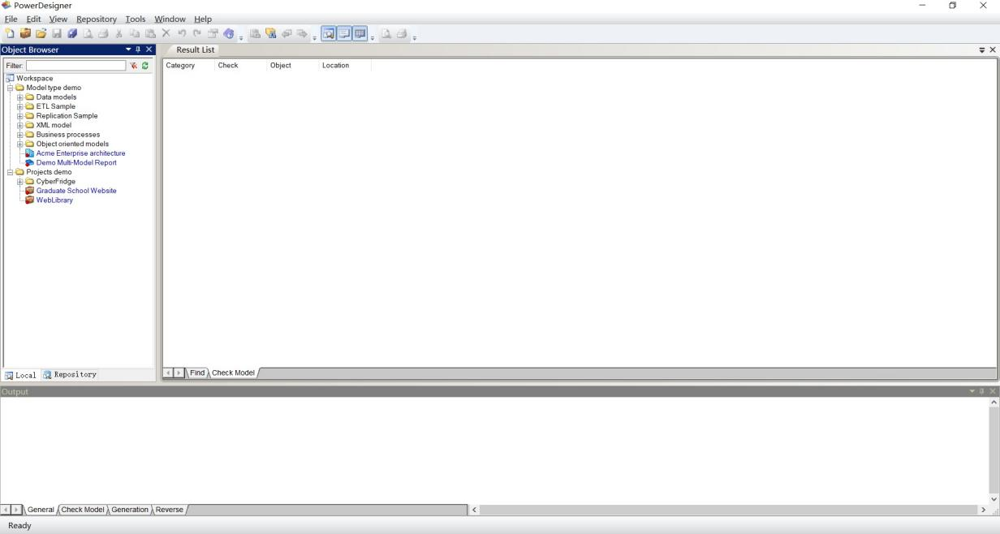 PowerDesigner
File Edit View Repository Tools Window Help
Object Browser
Result List
Filter:
Category Check Object Location
Workspace
Model type demo
Data models
ETL Sample
Replication Sample
XML model
Business processes
Object oriented models
Acme Enterprise architecture
Demo Multi-Model Report
Projects demo
CyberFridge
Graduate School Website
WebLibrary
Find Check Model
Local Repository
Output
General Check Model Generation Reverse
Ready